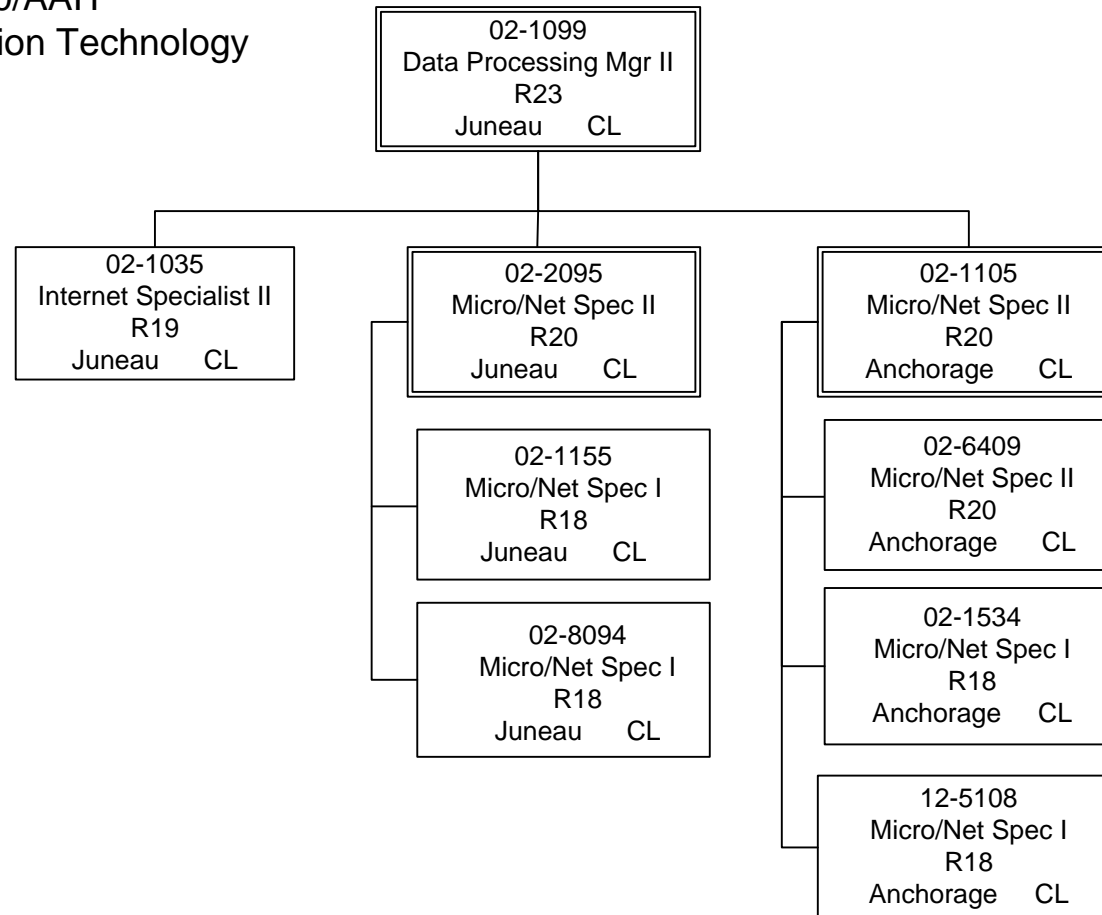 ion Technology
02-1099
Data Processing Mgr II
R23
Juneau CL
02-1035
Internet Specialist II
R19
Juneau CL
02-2095
Micro/Net Spec II
R20
Juneau CL
02-1155
Micro/Net Spec I
R18
Juneau CL
02-8094
Micro/Net Spec I
R18
Juneau CL
02-1105
Micro/Net Spec II
R20
Anchorage CL
02-6409
Micro/Net Spec II
R20
Anchorage CL
02-1534
Micro/Net Spec I
R18
Anchorage CL
12-5108
Micro/Net Spec I
R18
Anchorage CL